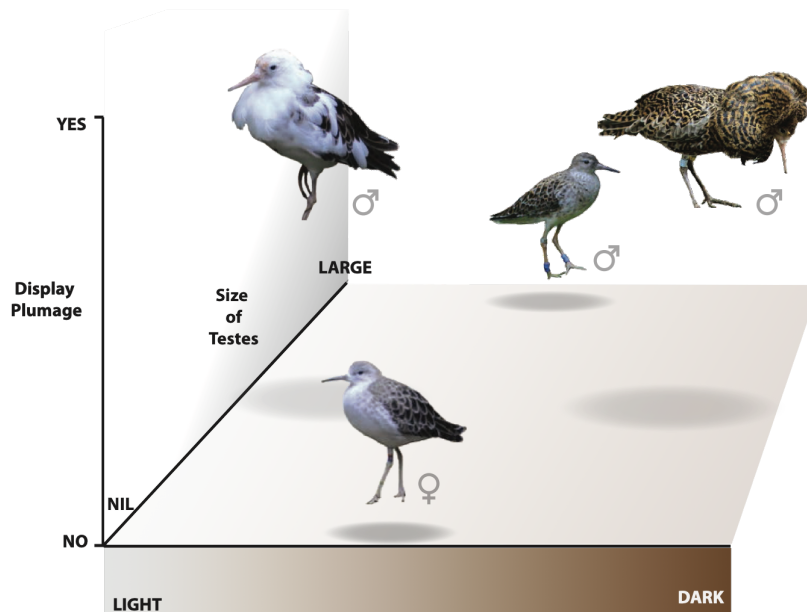 YES
Display
Plumage
NO
Size
of
Testes
LARGE
NIL
♂
♂
♂
♀
LIGHT
DARK